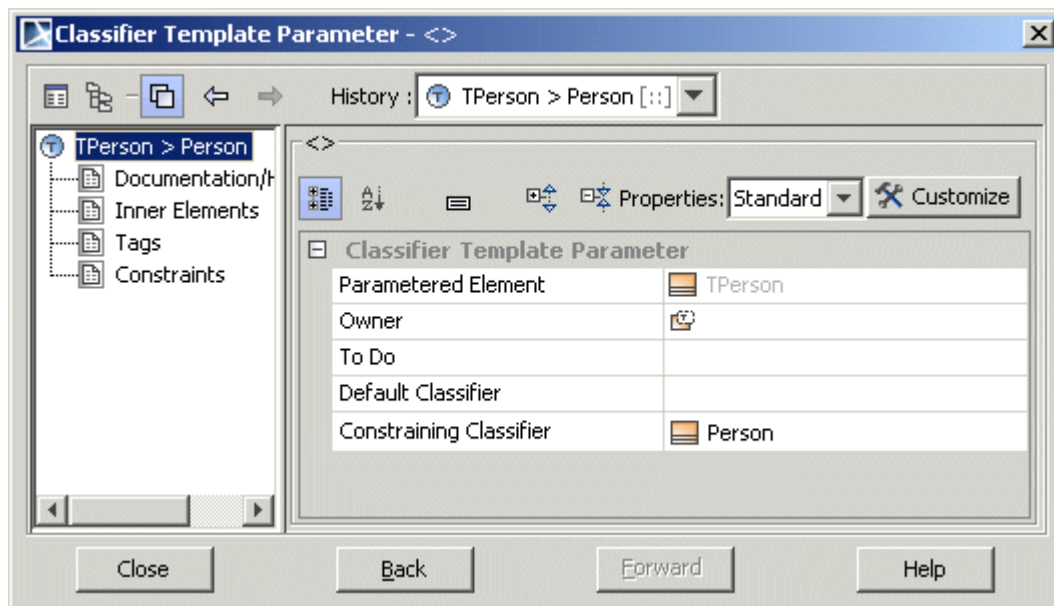 Classifier Template Parameter - <>
History : TPerson > Person [::]
TPerson > Person
Documentation/H
Inner Elements
Tags
Constraints
<>
Properties: Standard Customize
Classifier Template Parameter
Parametered Element TPerson
Owner
To Do
Default Classifier
Constraining Classifier Person
Close Back Forward Help